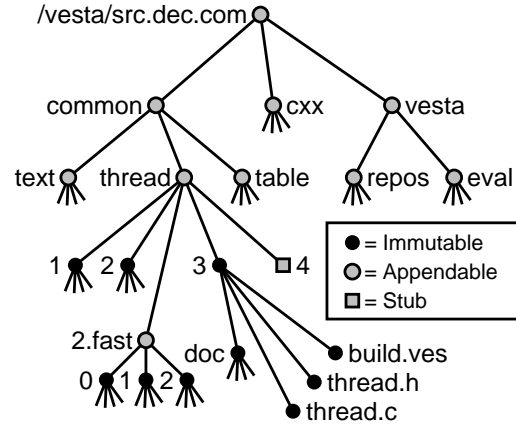 /vesta/src.dec.com
common
cxx
vesta
text
thread
table
repos
eval
1
2
3
4
= Immutable
= Appendable
= Stub
2.fast
doc
build.ves
0
1
2
thread.h
thread.c